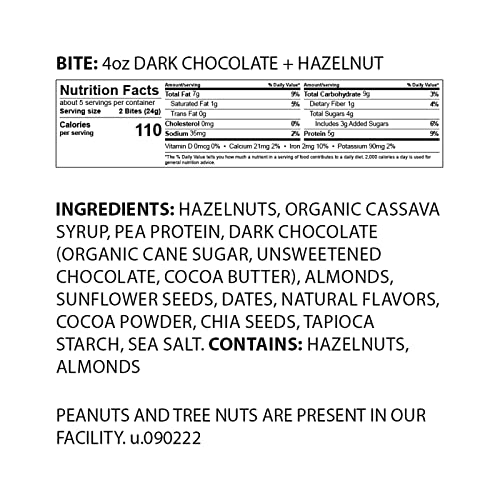 BITE: 4oz DARK CHOCOLATE + HAZELNUT
Nutrition Facts
about 5 servings per container
Serving size 2 Bites (24g)
Calories
per serving 110
Amount/serving % Daily Value*
Total Fat 7g 9%
Saturated Fat 1g 5%
Trans Fat 0g
Cholesterol 0mg 0%
Sodium 35mg 2%
Amount/serving % Daily Value*
Total Carbohydrate 9g 3%
Dietary Fiber 1g 4%
Total Sugars 4g
Includes 3g Added Sugars 6%
Protein 5g 9%
Vitamin D 0mcg 0% • Calcium 21mg 2% • Iron 2mg 10% • Potassium 90mg 2%
*The % Daily Value tells you how much a nutrient in a serving of food contributes to a daily diet. 2,000 calories a day is used for
general nutrition advice.
INGREDIENTS: HAZELNUTS, ORGANIC CASSAVA
SYRUP, PEA PROTEIN, DARK CHOCOLATE
(ORGANIC CANE SUGAR, UNSWEETENED
CHOCOLATE, COCOA BUTTER), ALMONDS,
SUNFLOWER SEEDS, DATES, NATURAL FLAVORS,
COCOA POWDER, CHIA SEEDS, TAPIOCA
STARCH, SEA SALT. CONTAINS: HAZELNUTS,
ALMONDS
PEANUTS AND TREE NUTS ARE PRESENT IN OUR
FACILITY. u.090222